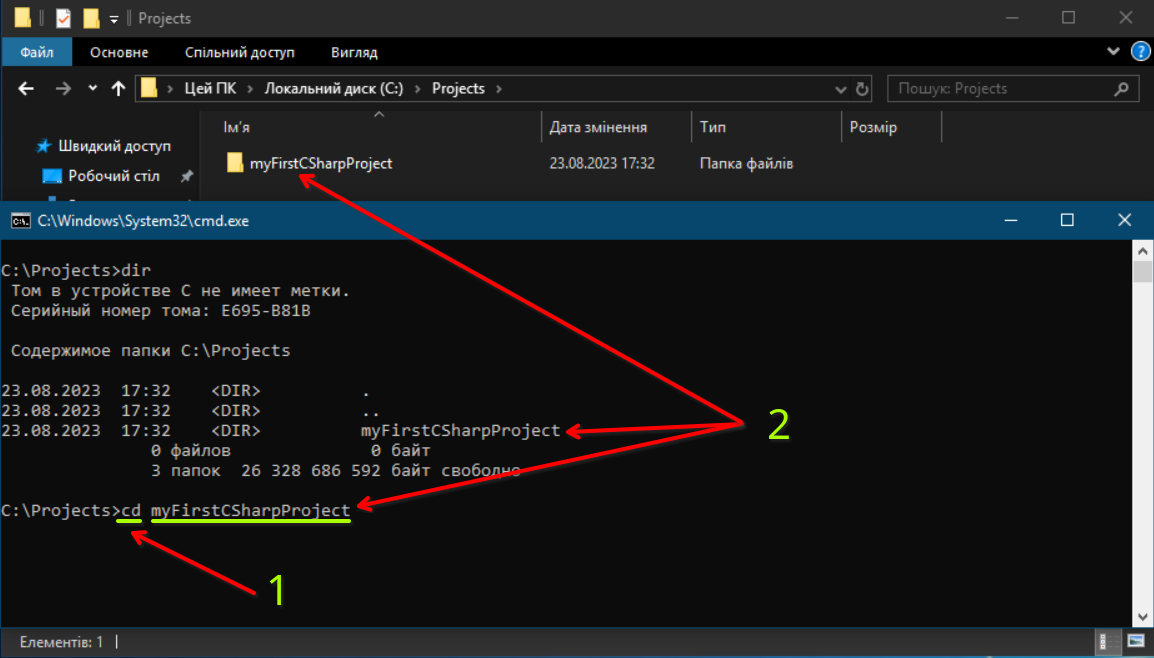 Projects
Файл Основне Спільний доступ Вигляд
Цей ПК Локальний диск (C:) Projects Пошук: Projects
Ім'я Дата змінення Тип Розмір
Швидкий доступ
myFirstCSharpProject 23.08.2023 17:32 Папка файлів
Робочий стіл
C:\Windows\System32\cmd.exe
C:\Projects>dir
Том в устройстве C не имеет метки.
Серийный номер тома: E695-B81B
Содержимое папки C:\Projects
23.08.2023 17:32 <DIR> .
23.08.2023 17:32 <DIR> ..
23.08.2023 17:32 <DIR> myFirstCSharpProject
0 файлов 0 байт
3 папок 26 328 686 592 байт свободно
2
C:\Projects>cd myFirstCSharpProject
1
Елементів: 1